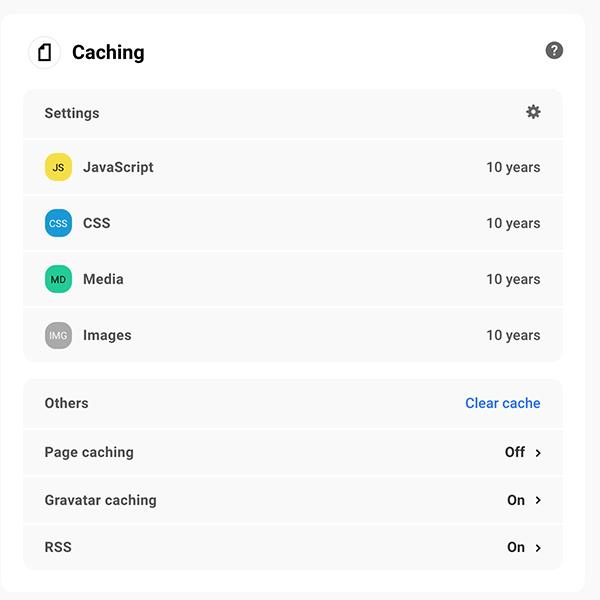 Caching
?
Settings
JS JavaScript 10 years
CSS CSS 10 years
MD Media 10 years
IMG Images 10 years
Others Clear cache
Page caching Off
Gravatar caching On
RSS On